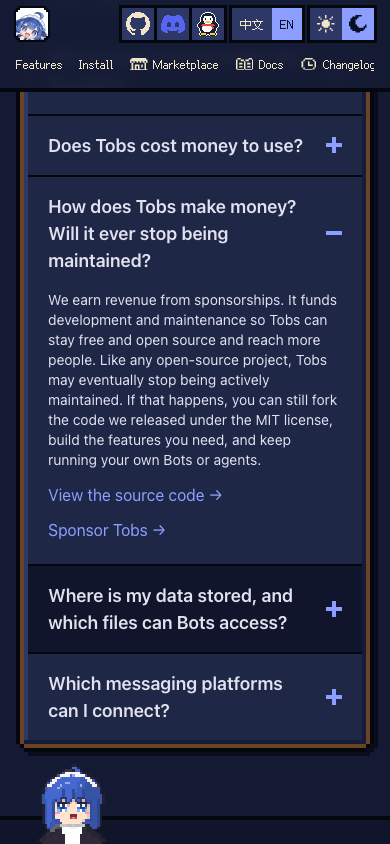 中文 EN
Features Install Marketplace Docs Changelog
Does Tobs cost money to use?
How does Tobs make money?
Will it ever stop being
maintained?
We earn revenue from sponsorships. It funds
development and maintenance so Tobs can
stay free and open source and reach more
people. Like any open-source project, Tobs
may eventually stop being actively
maintained. If that happens, you can still fork
the code we released under the MIT license,
build the features you need, and keep
running your own Bots or agents.
View the source code →
Sponsor Tobs →
Where is my data stored, and
which files can Bots access?
Which messaging platforms
can I connect?